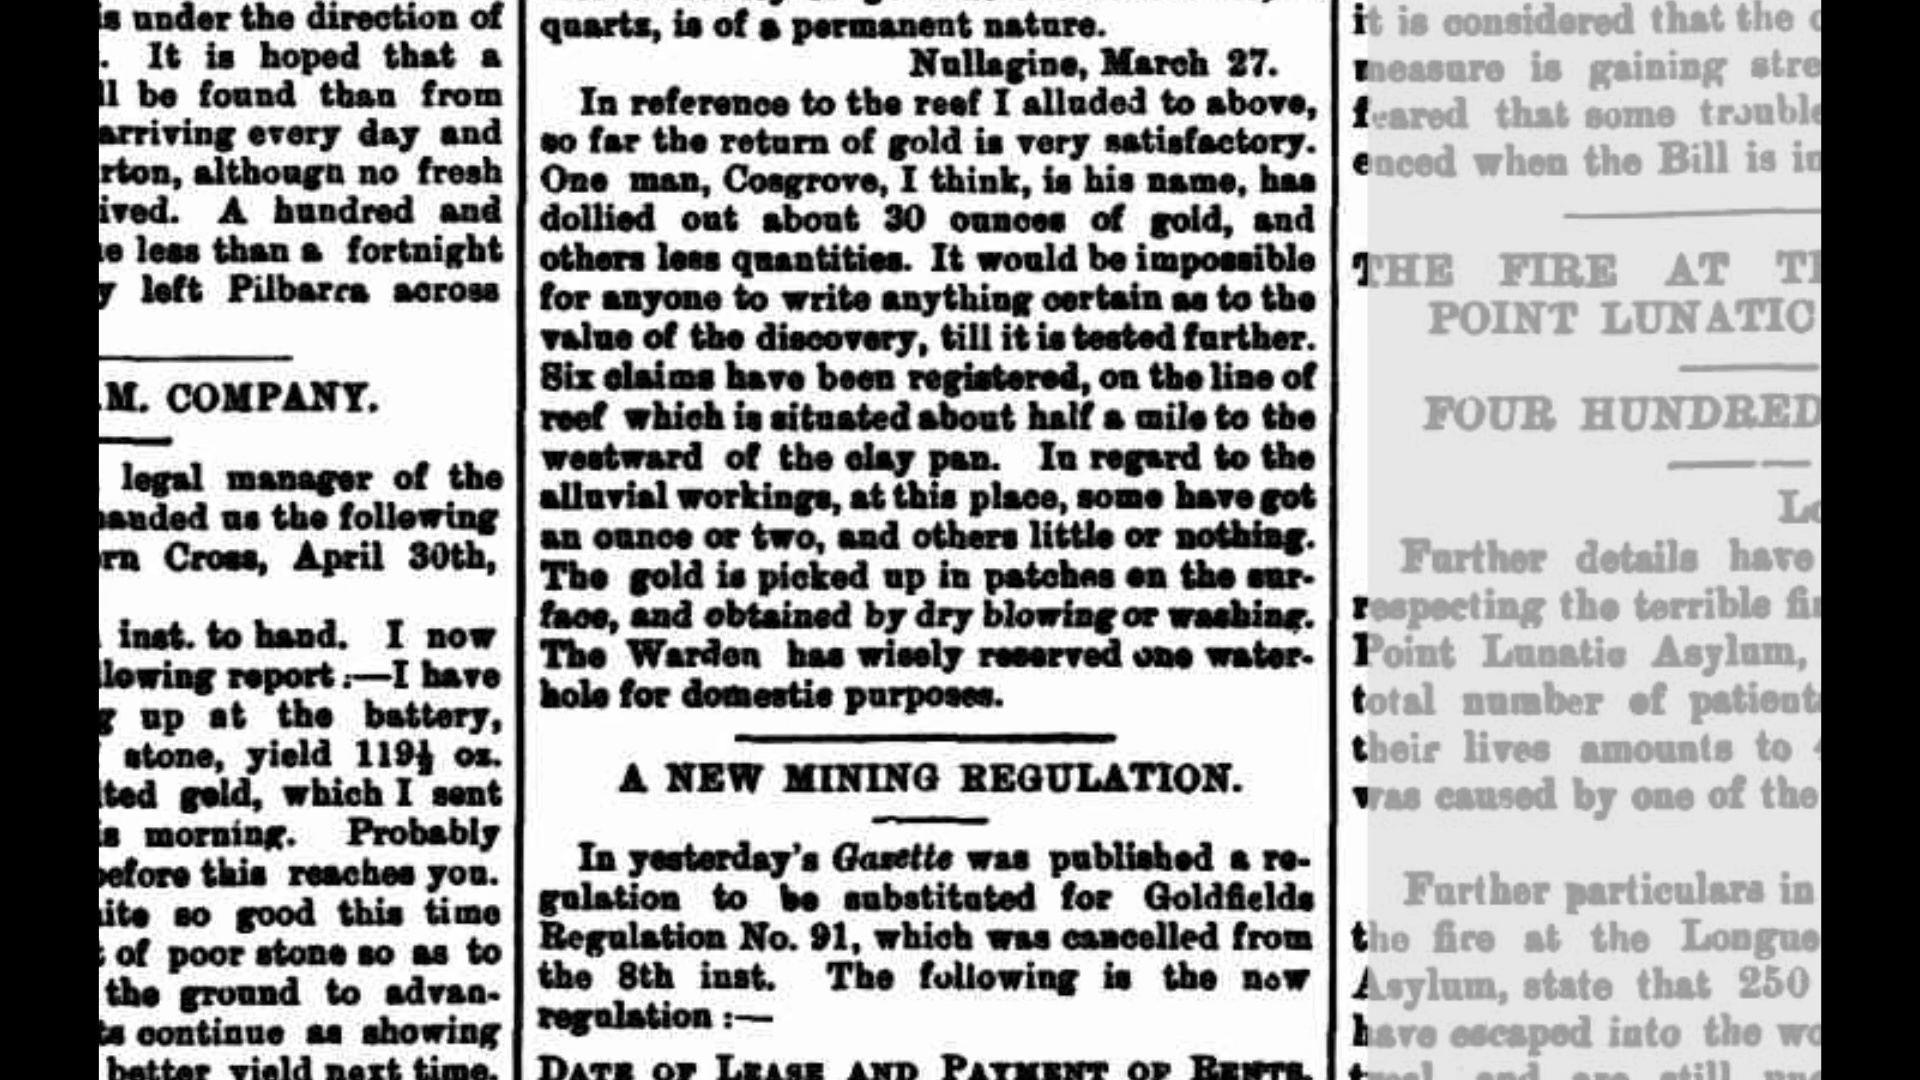 s under the direction of
. It is hoped that a
ll be found than from
arriving every day and
rton, although no fresh
ived. A hundred and
e less than a fortnight
y left Pilbarra across
.M. COMPANY.
legal manager of the
handed us the following
rn Cross, April 30th,
inst. to hand. I now
llowing report :—I have
g up at the battery,
stone, yield 119½ oz.
lted gold, which I sent
s morning. Probably
before this reaches you.
uite so good this time
t of poor stone so as to
the ground to advan-
ts continue as showing
better yield next time.
quarts, is of a permanent nature.
Nullagine, March 27.
In reference to the reef I alluded to above,
so far the return of gold is very satisfactory.
One man, Cosgrove, I think, is his name, has
dollied out about 30 ounces of gold, and
others less quantities. It would be impossible
for anyone to write anything certain as to the
value of the discovery, till it is tested further.
Six claims have been registered, on the line of
reef which is situated about half a mile to the
westward of the clay pan. In regard to the
alluvial workings, at this place, some have got
an ounce or two, and others little or nothing.
The gold is picked up in patches on the sur-
face, and obtained by dry blowing or washing.
The Warden has wisely reserved one water-
hole for domestic purposes.
A NEW MINING REGULATION.
In yesterday's Gazette was published a re-
gulation to be substituted for Goldfields
Regulation No. 91, which was cancelled from
the 8th inst. The following is the new
regulation :—
DATE OF LEASE AND PAYMENT OF RENTS.
it is considered that the
measure is gaining stre
feared that some trouble
enced when the Bill is in
THE FIRE AT TH
POINT LUNATIC
FOUR HUNDRED
Lo
Further details have
respecting the terrible fir
Point Lunatic Asylum,
total number of patient
their lives amounts to 4
was caused by one of the
Further particulars in
the fire at the Longue
Asylum, state that 250
have escaped into the wo
and are still